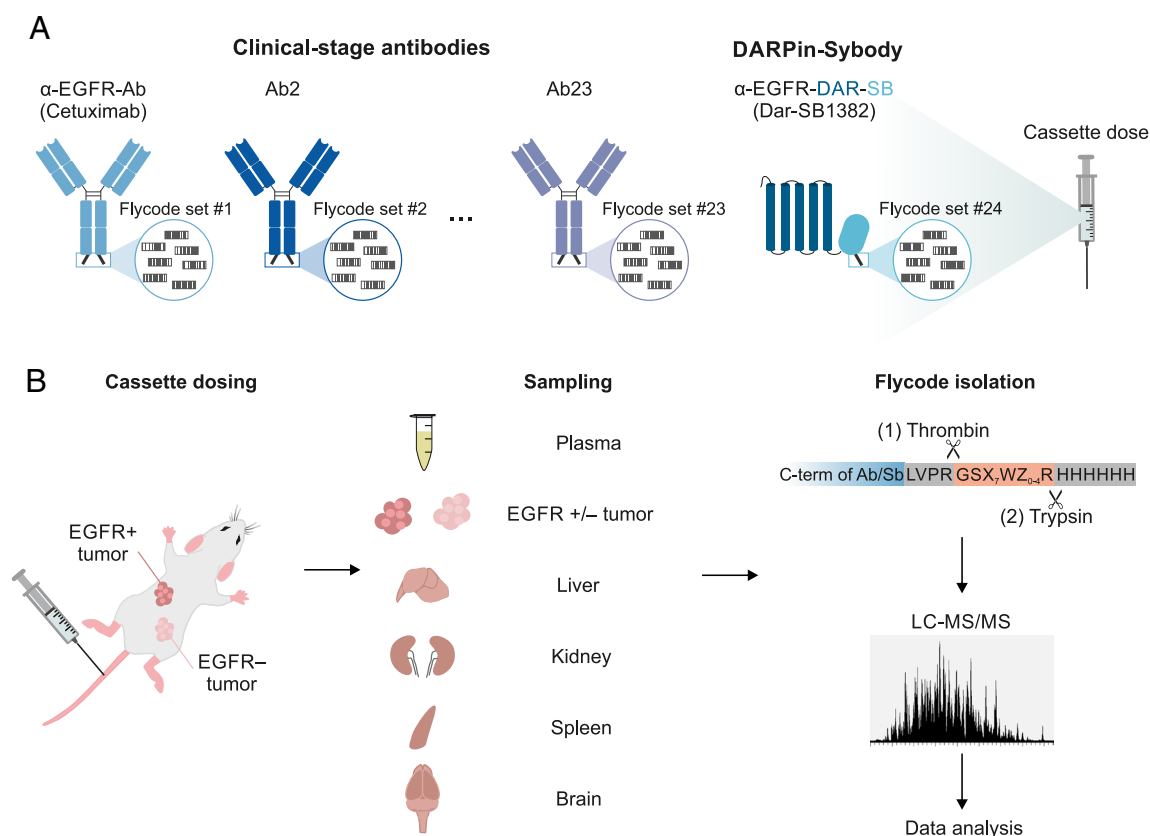 A
Clinical-stage antibodies
DARPin-Sybody
α-EGFR-Ab
(Cetuximab)
Ab2
Ab23
α-EGFR-DAR-SB
(Dar-SB1382)
Cassette dose
Flycode set #1
Flycode set #2
...
Flycode set #23
Flycode set #24
B
Cassette dosing
Sampling
Flycode isolation
EGFR+
tumor
EGFR–
tumor
Plasma
EGFR +/– tumor
Liver
Kidney
Spleen
Brain
(1) Thrombin
C-term of Ab/Sb LVPR GSX₇WZ₀₋₄R HHHHHH
(2) Trypsin
LC-MS/MS
Data analysis